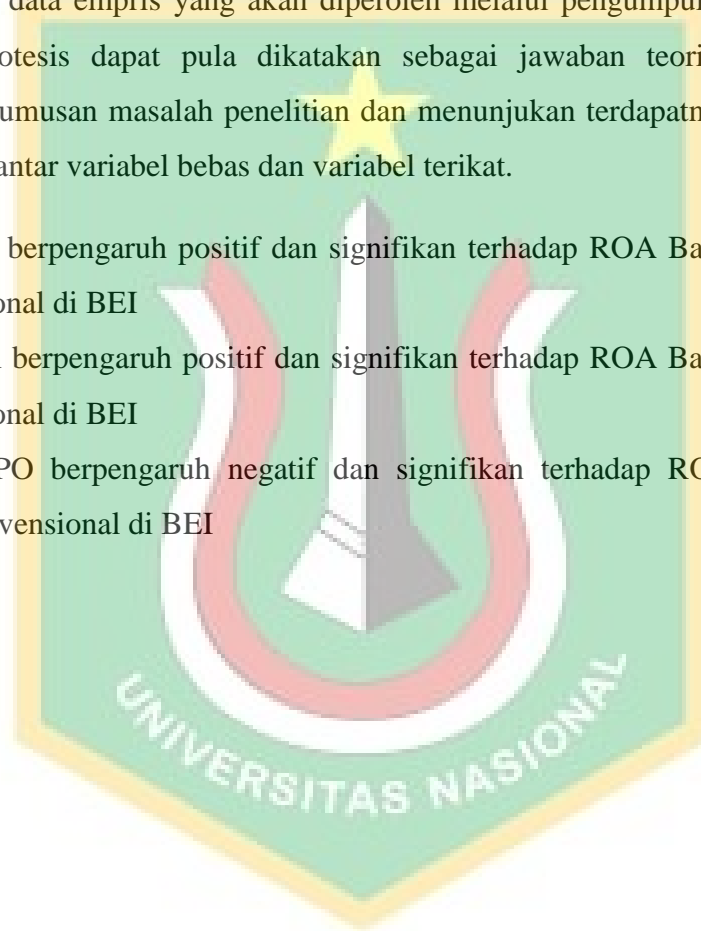 data empris yang akan diperoleh melalui pengumpul
otesis dapat pula dikatakan sebagai jawaban teori
umusan masalah penelitian dan menunjukan terdapatn
antar variabel bebas dan variabel terikat.
berpengaruh positif dan signifikan terhadap ROA Ba
onal di BEI
berpengaruh positif dan signifikan terhadap ROA Ba
onal di BEI
PO berpengaruh negatif dan signifikan terhadap RO
vensional di BEI
UNIVERSITAS NASIONAL